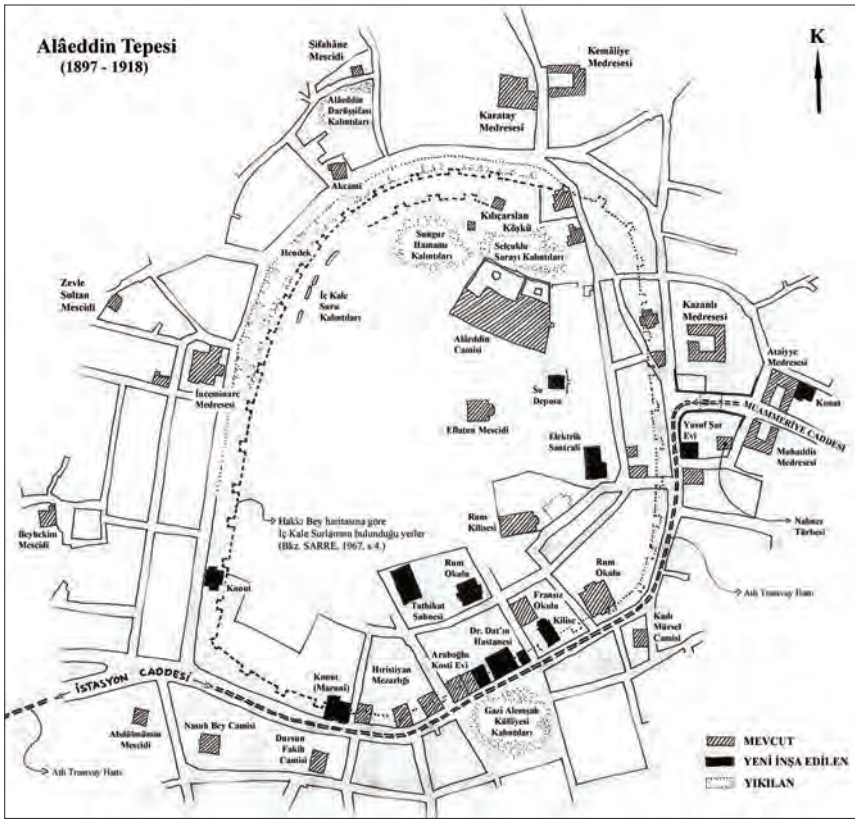 Alâeddin Tepesi
(1897 - 1918)
Şifahâne
Mescidi
Kemâliye
Medresesi
K
Alâeddin
Darüşşifası
Kalıntıları
Karatay
Medresesi
Akcami
Kılıçarslan
Köşkü
Sungur
Hamamı
Kalıntıları
Selçuklu
Sarayı Kalıntıları
Hendek
Zevle
Sultan
Mescidi
İç Kale
Suru
Kalıntıları
Kazanlı
Medresesi
Alâeddin
Camisi
Ataiyye
Medresesi
İnceminare
Medresesi
Su
Deposu
Konut
MUAMMERİYE CADDESİ
Eflatun Mescidi
Yusuf Şar
Evi
Elektrik
Santrali
Muhaddis
Medresesi
Beyhekim
Mescidi
Hakkı Bey haritasına göre
İç Kale Surlarının bulunduğu yerler
(Bkz. SARRE, 1967, s.4.)
Rum
Kilisesi
Nalıncı
Türbesi
Konut
Rum
Okulu
Rum
Okulu
Tatbikat
Sahnesi
Fransız
Okulu
Atlı Tramvay Hattı
Kilise
Dr. Dat'ın
Hastanesi
Kadı
Mürsel
Camisi
Araboğlu
Kosti Evi
Konut
(Maruni)
Hıristiyan
Mezarlığı
İSTASYON CADDESİ
Gazi Alemşah
Külliyesi
Kalıntıları
Abdülmümin
Mescidi
Nasuh Bey Camisi
Dursun
Fakih
Camisi
Atlı Tramvay Hattı
MEVCUT
YENİ İNŞA EDİLEN
YIKILAN